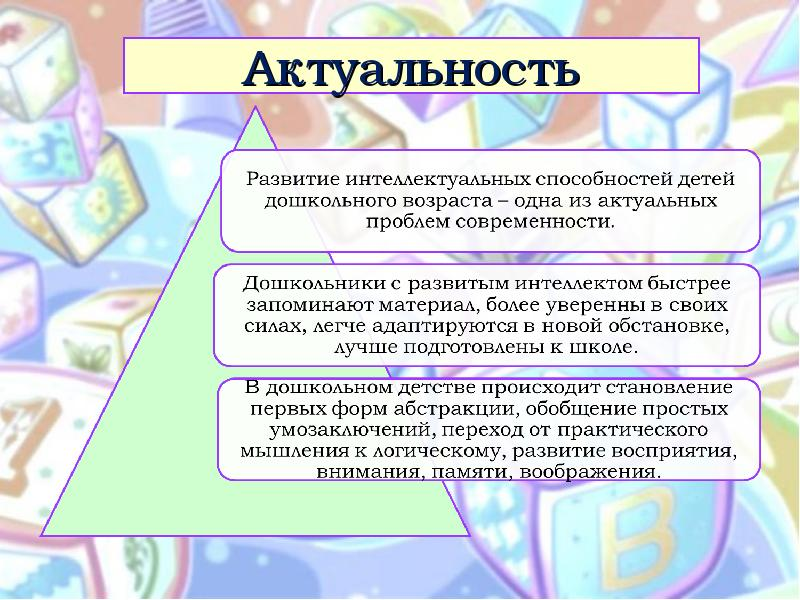 Актуальность
Развитие интеллектуальных способностей детей
дошкольного возраста – одна из актуальных
проблем современности.
Дошкольники с развитым интеллектом быстрее
запоминают материал, более уверенны в своих
силах, легче адаптируются в новой обстановке,
лучше подготовлены к школе.
В дошкольном детстве происходит становление
первых форм абстракции, обобщение простых
умозаключений, переход от практического
мышления к логическому, развитие восприятия,
внимания, памяти, воображения.
B